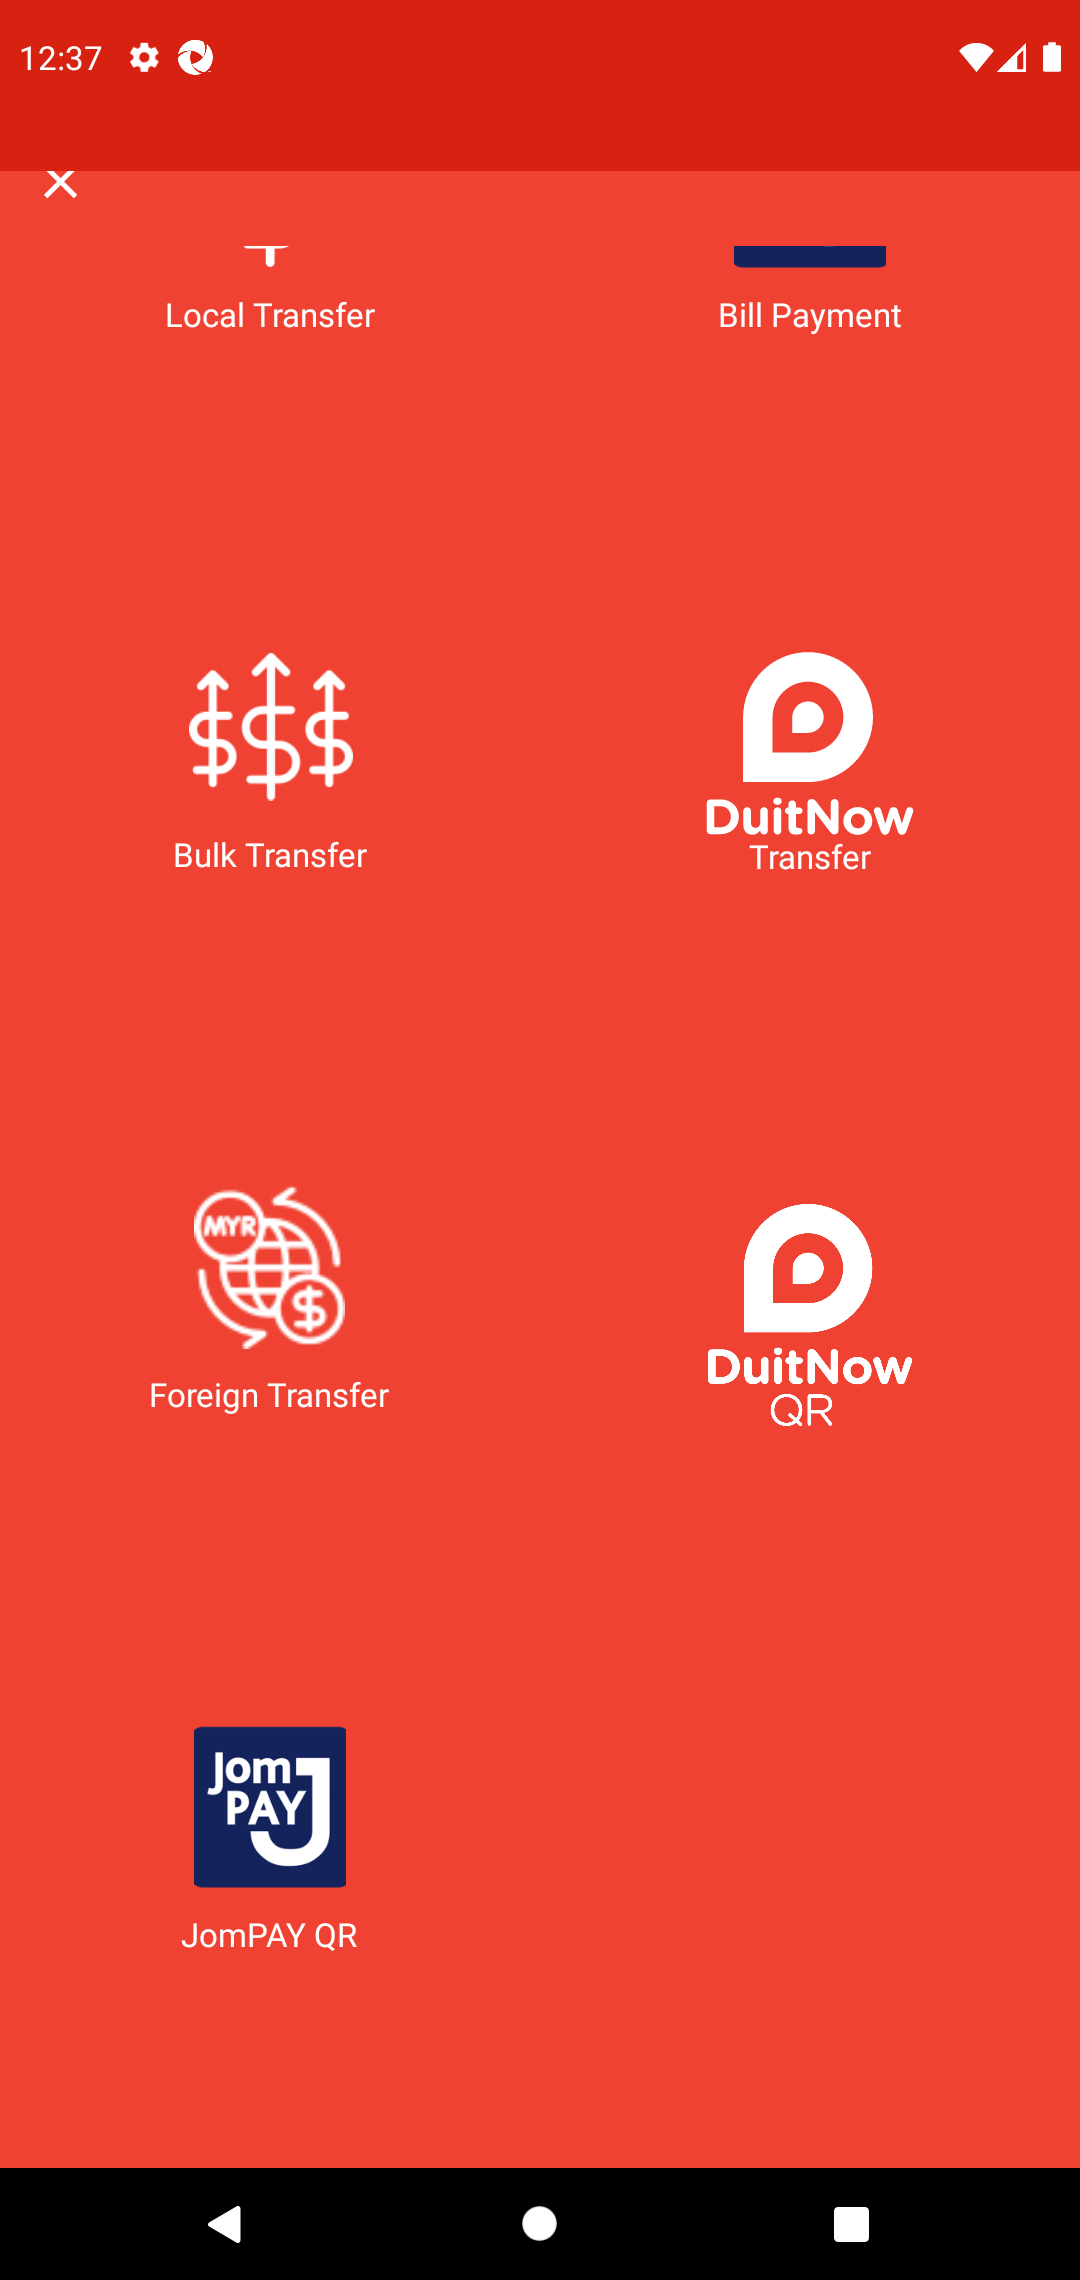 12:37
Local Transfer
Bill Payment
Bulk Transfer
DuitNow
Transfer
MYR
$
Foreign Transfer
DuitNow
QR
Jom
PAY
JomPAY QR